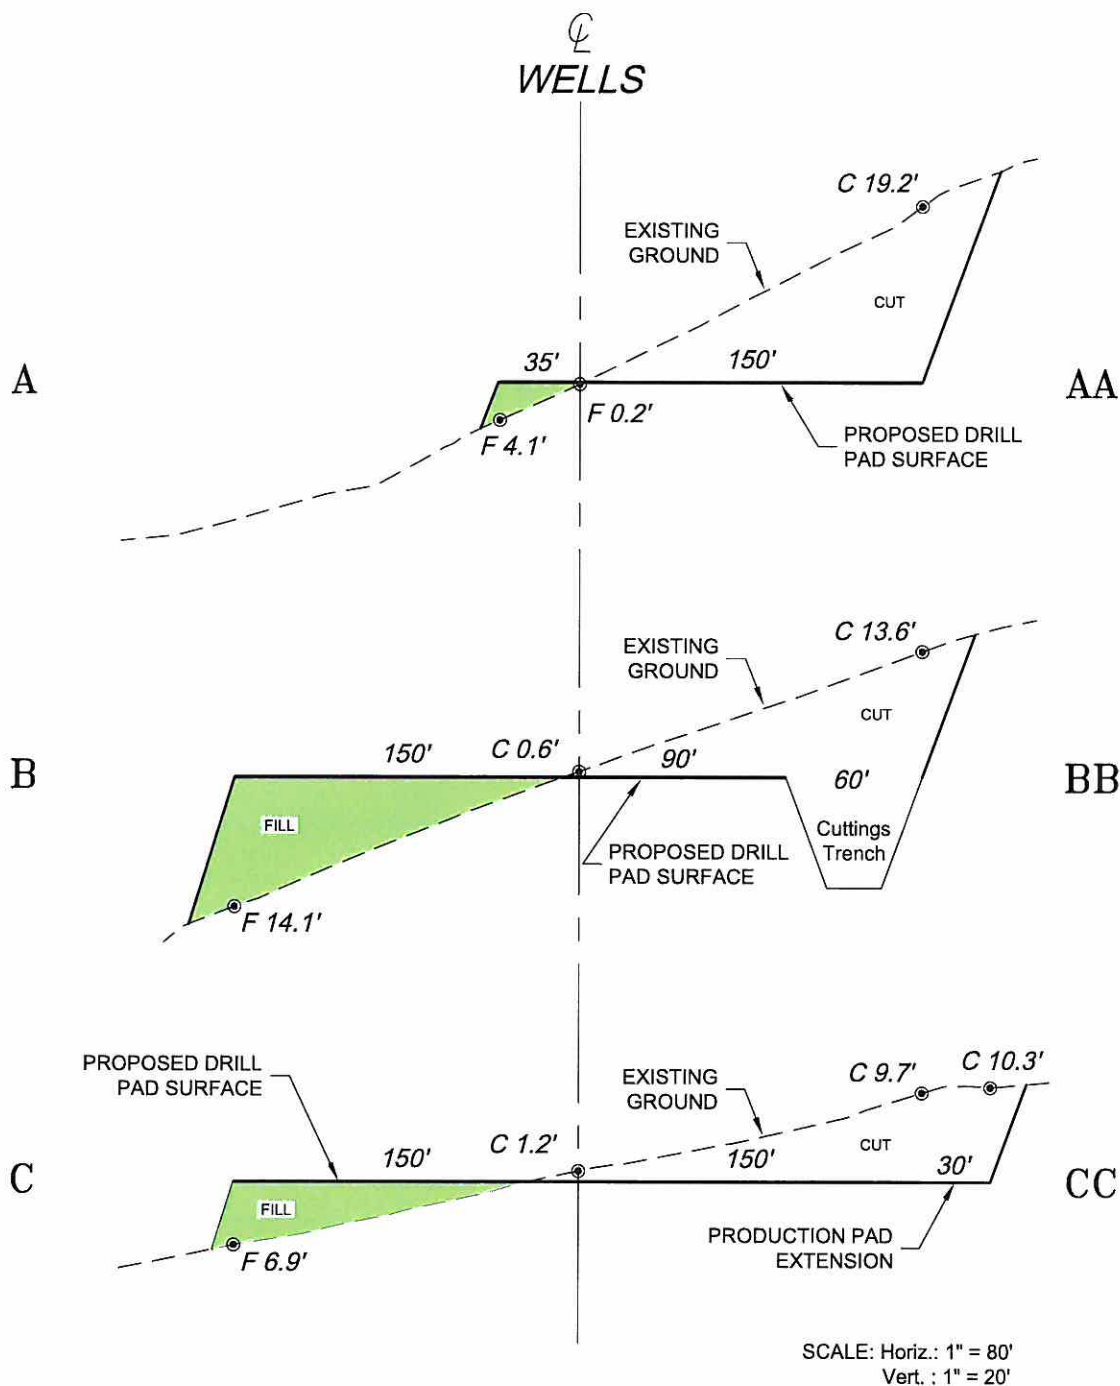 ℄
WELLS
C 19.2'
EXISTING
GROUND
CUT
35'
150'
A
AA
F 4.1'
F 0.2'
PROPOSED DRILL
PAD SURFACE
C 13.6'
EXISTING
GROUND
CUT
150'
C 0.6'
90'
B
60'
BB
FILL
Cuttings
Trench
PROPOSED DRILL
PAD SURFACE
F 14.1'
PROPOSED DRILL
PAD SURFACE
EXISTING
GROUND
C 9.7'
C 10.3'
C 1.2'
CUT
150'
150'
30'
C
CC
FILL
F 6.9'
PRODUCTION PAD
EXTENSION
SCALE: Horiz.: 1" = 80'
Vert. : 1" = 20'